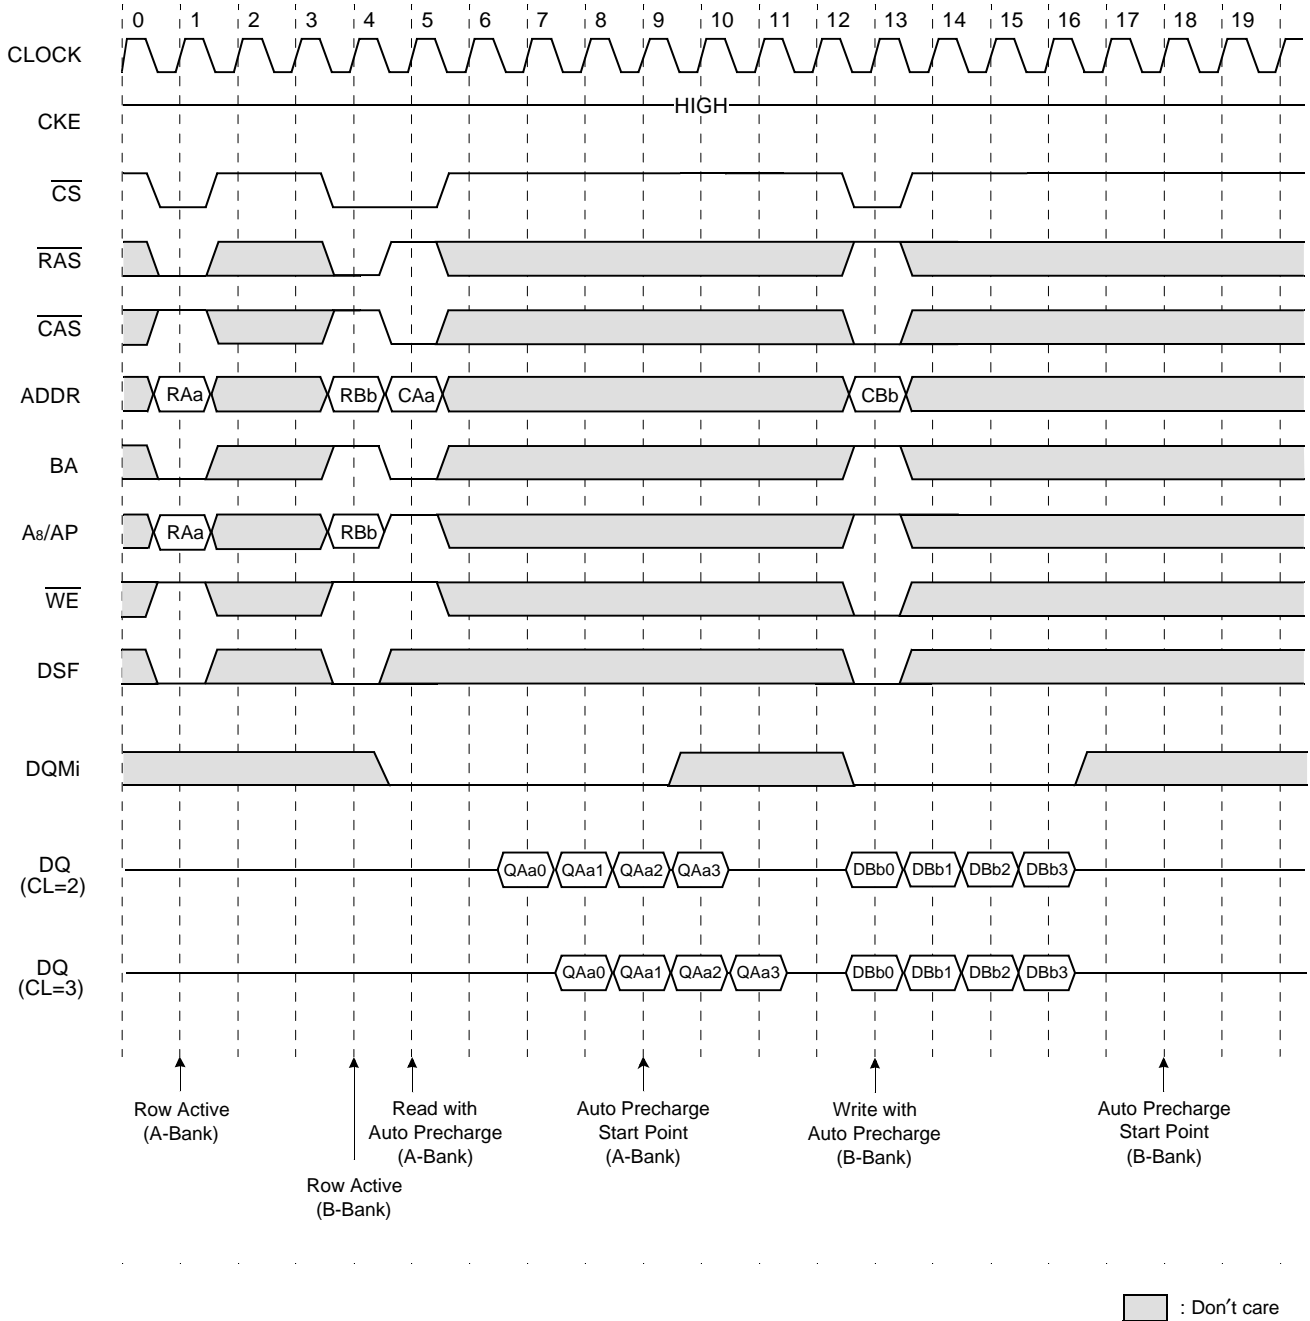 0 1 2 3 4 5 6 7 8 9 10 11 12 13 14 15 16 17 18 19
CLOCK
CKE HIGH
CS
RAS
CAS
ADDR RAa RBb CAa CBb
BA
A8/AP RAa RBb
WE
DSF
DQMi
DQ
(CL=2) QAa0 QAa1 QAa2 QAa3 DBb0 DBb1 DBb2 DBb3
DQ
(CL=3) QAa0 QAa1 QAa2 QAa3 DBb0 DBb1 DBb2 DBb3
Row Active
(A-Bank)
Row Active
(B-Bank)
Read with
Auto Precharge
(A-Bank)
Auto Precharge
Start Point
(A-Bank)
Write with
Auto Precharge
(B-Bank)
Auto Precharge
Start Point
(B-Bank)
: Don′t care